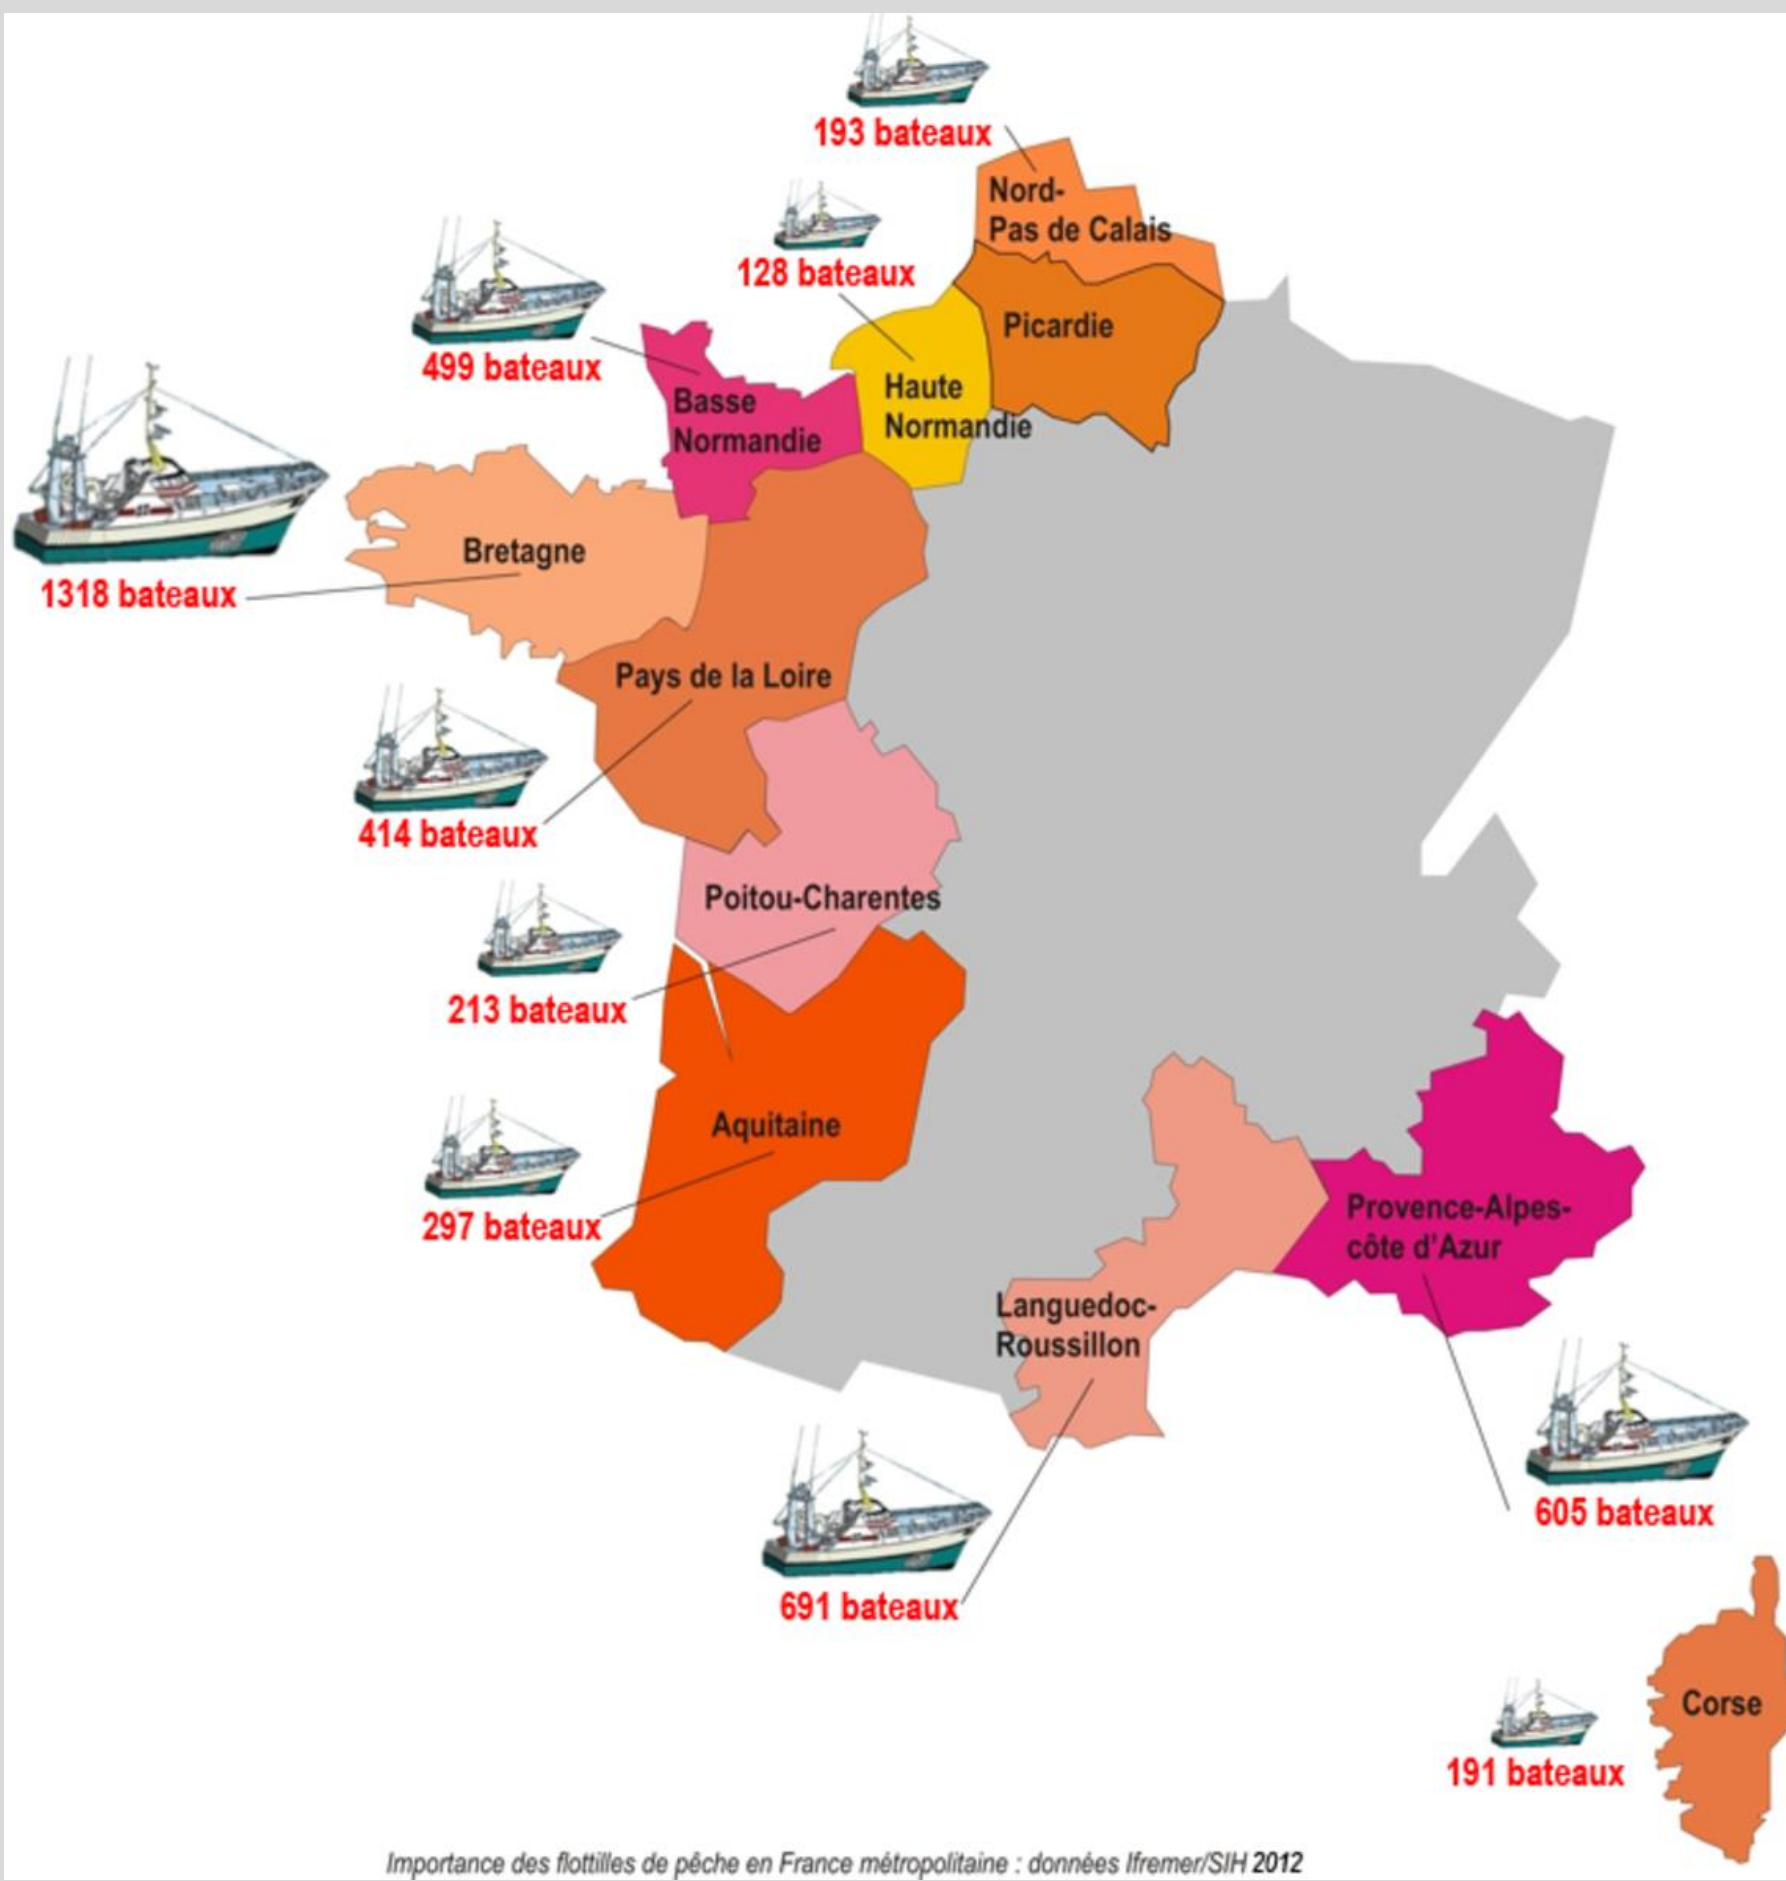 193 bateaux
Nord-
Pas de Calais
128 bateaux
Picardie
499 bateaux
Haute
Normandie
Basse
Normandie
Bretagne
1318 bateaux
Pays de la Loire
414 bateaux
Poitou-Charentes
213 bateaux
Aquitaine
297 bateaux
Provence-Alpes-
côte d'Azur
Languedoc-
Roussillon
605 bateaux
691 bateaux
Corse
191 bateaux
Importance des flottilles de pêche en France métropolitaine : données Ifremer/SIH 2012